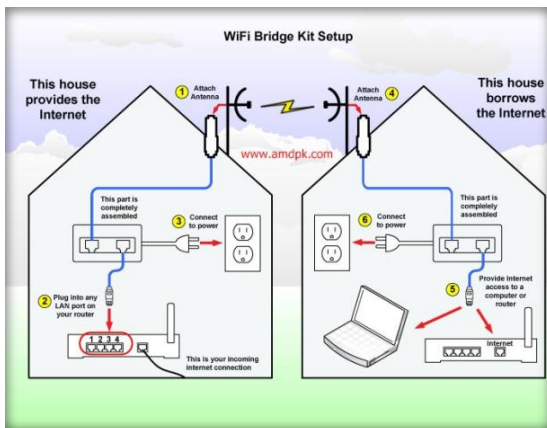 WiFi Bridge Kit Setup
This house
provides the
Internet
1
Attach
Antenna
Attach
Antenna
4
This house
borrows
the Internet
www.amdpk.com
This part is
completely
assembled
3
Connect
to power
6
Connect
to power
This part is
completely
assembled
2
Plug into any
LAN port on
your router
1 2 3 4
This is your incoming
internet connection
5
Provide Internet
access to a
computer or
router
Internet